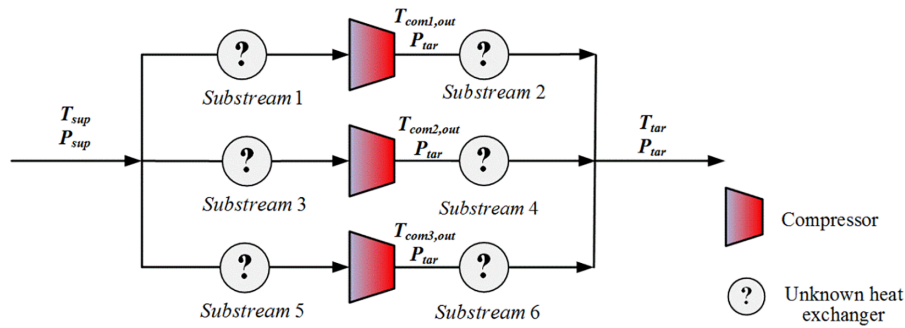 T_com1,out
P_tar
?
?
Substream 1
Substream 2
T_sup
P_sup
T_com2,out
P_tar
T_tar
P_tar
?
?
Substream 3
Substream 4
Compressor
T_com3,out
P_tar
?
?
Substream 5
Substream 6
?
Unknown heat
exchanger